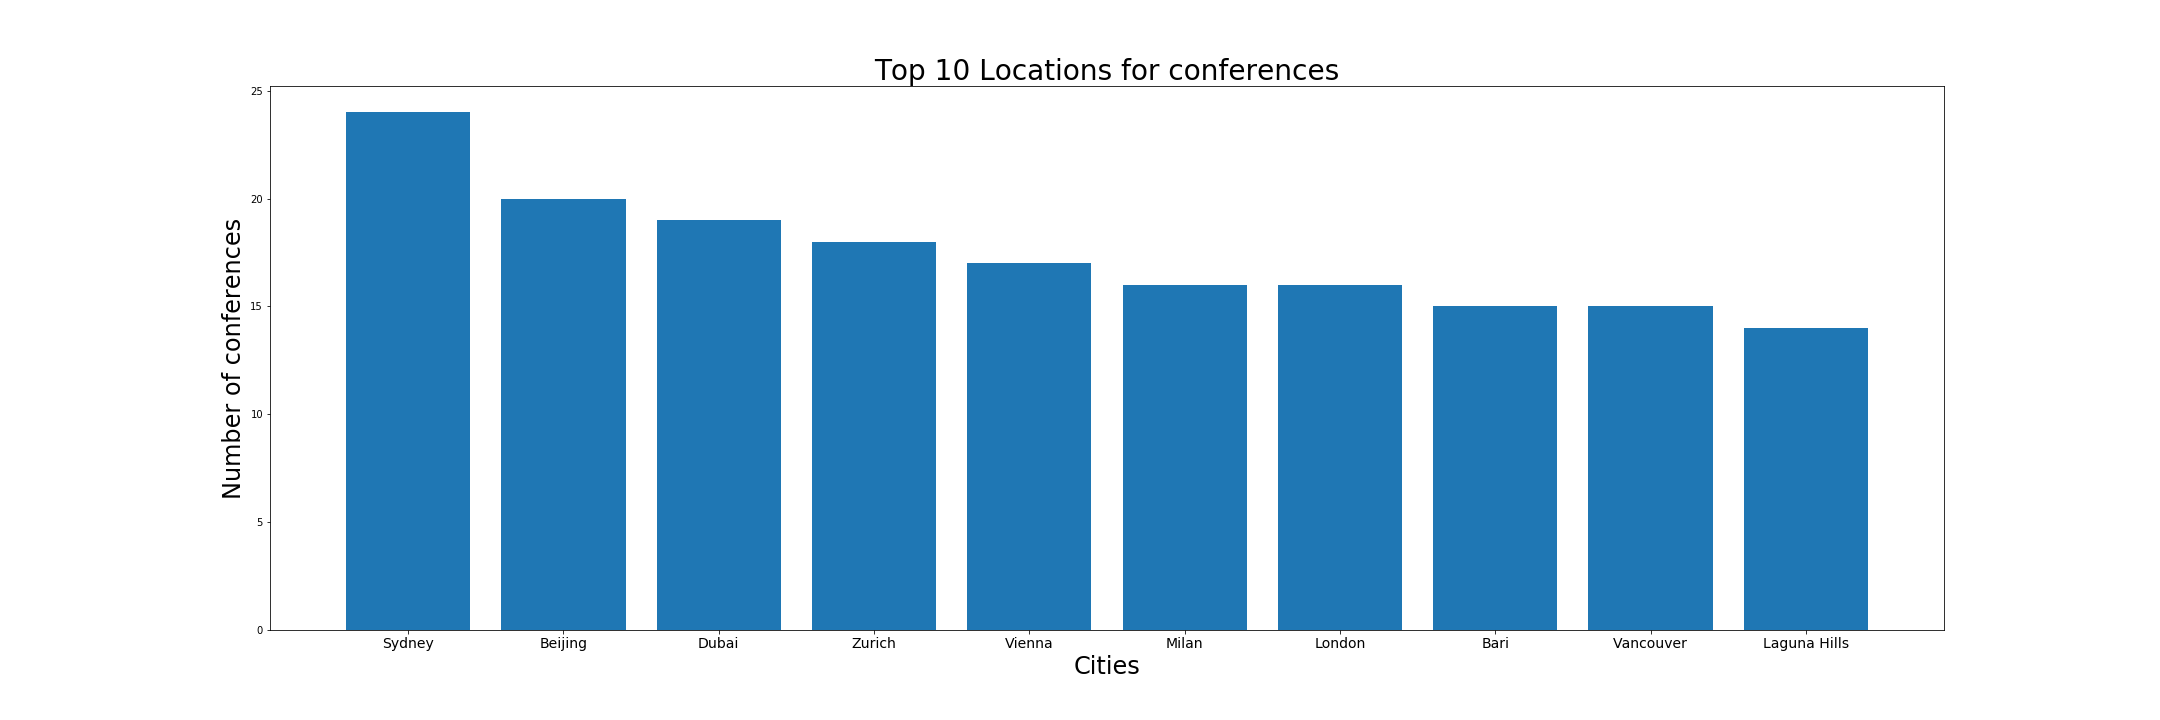 Top 10 Locations for conferences
25
20
15
10
5
0
Number of conferences
Sydney Beijing Dubai Zurich Vienna Milan London Bari Vancouver Laguna Hills
Cities